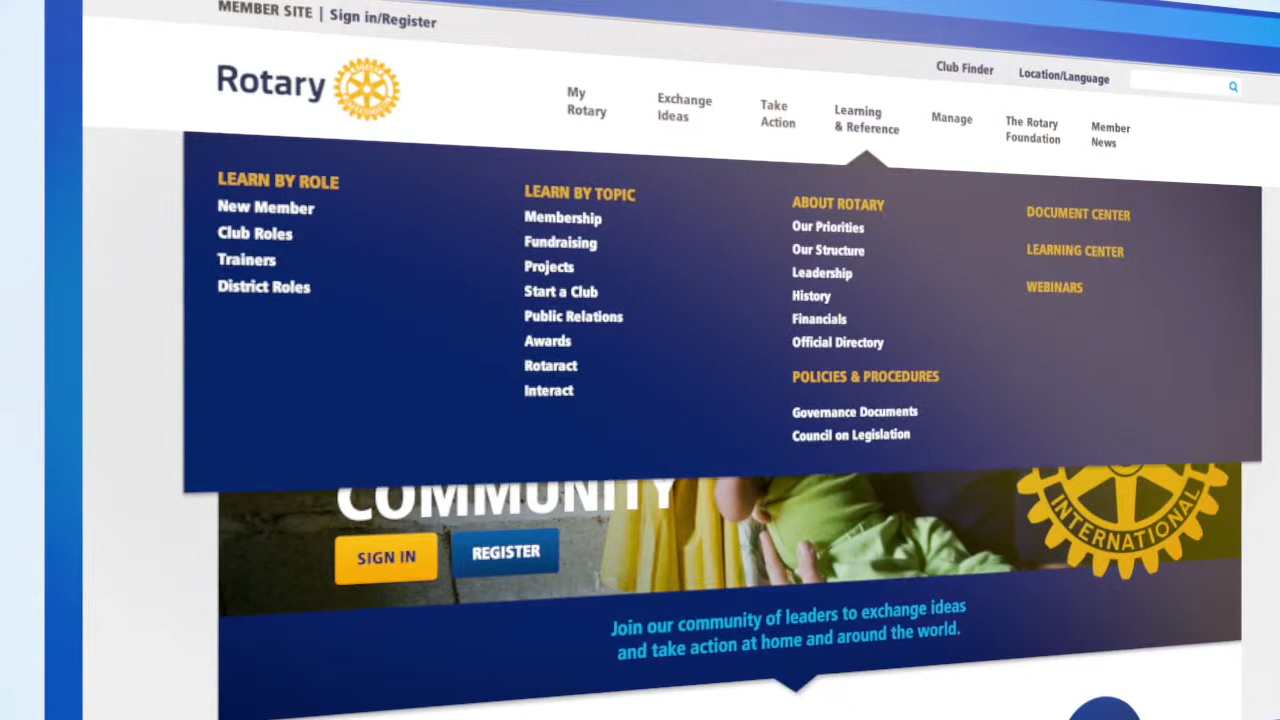 MEMBER SITE | Sign in/Register
Club Finder
Location/Language
Rotary
My
Rotary
Exchange
Ideas
Take
Action
Learning
& Reference
Manage
The Rotary
Foundation
Member
News
LEARN BY ROLE
New Member
Club Roles
Trainers
District Roles
LEARN BY TOPIC
Membership
Fundraising
Projects
Start a Club
Public Relations
Awards
Rotaract
Interact
ABOUT ROTARY
Our Priorities
Our Structure
Leadership
History
Financials
Official Directory
POLICIES & PROCEDURES
Governance Documents
Council on Legislation
DOCUMENT CENTER
LEARNING CENTER
WEBINARS
COMMUNITY
SIGN IN
REGISTER
INTERNATIONAL
Join our community of leaders to exchange ideas
and take action at home and around the world.